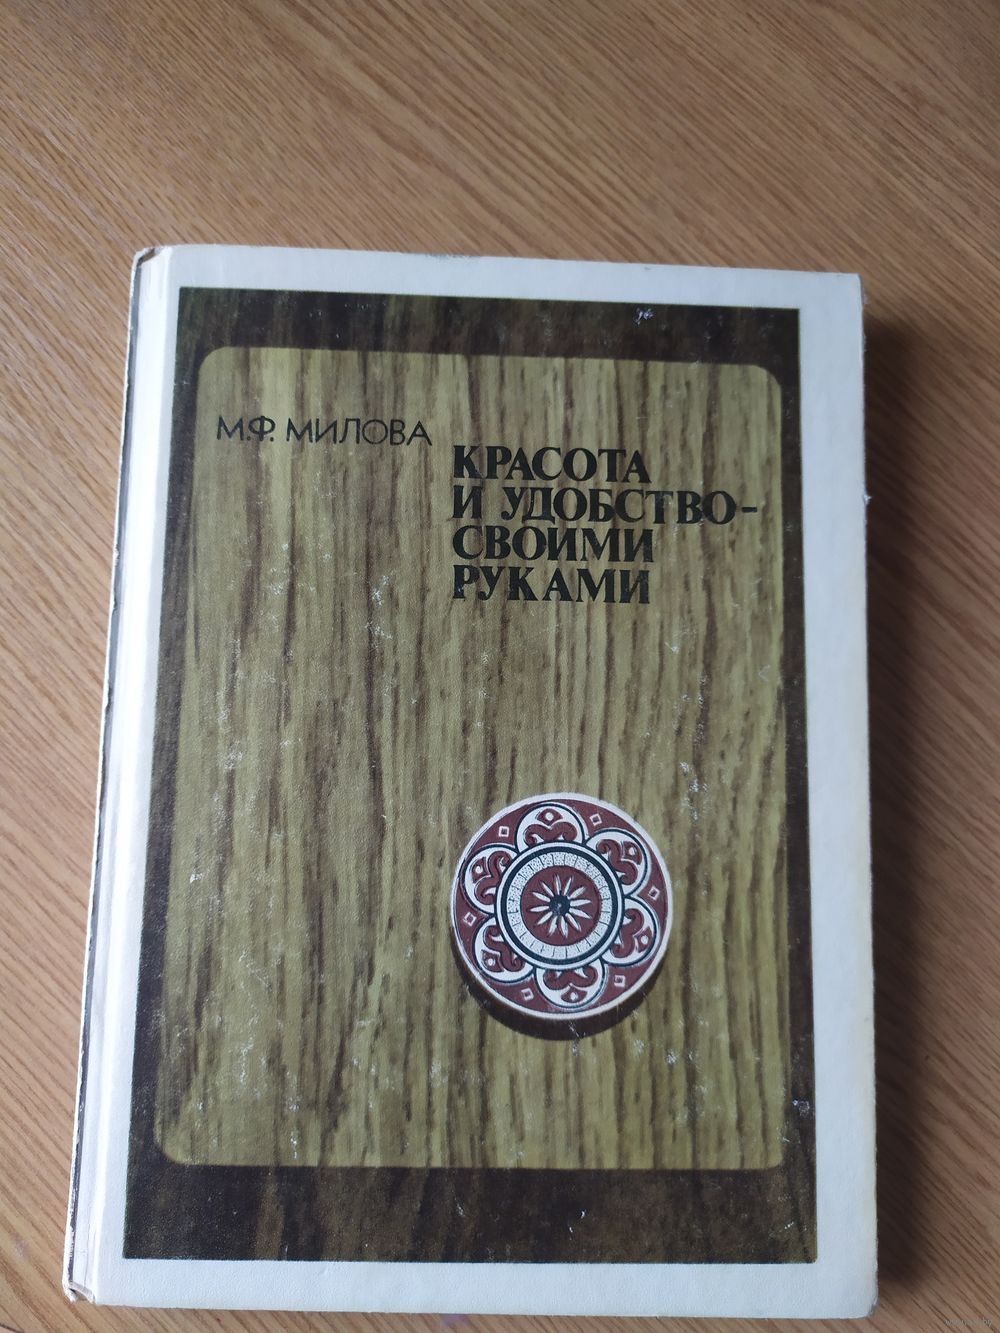 М.Ф. МИЛОВА
КРАСОТА
И УДОБСТВО-
СВОИМИ
РУКАМИ